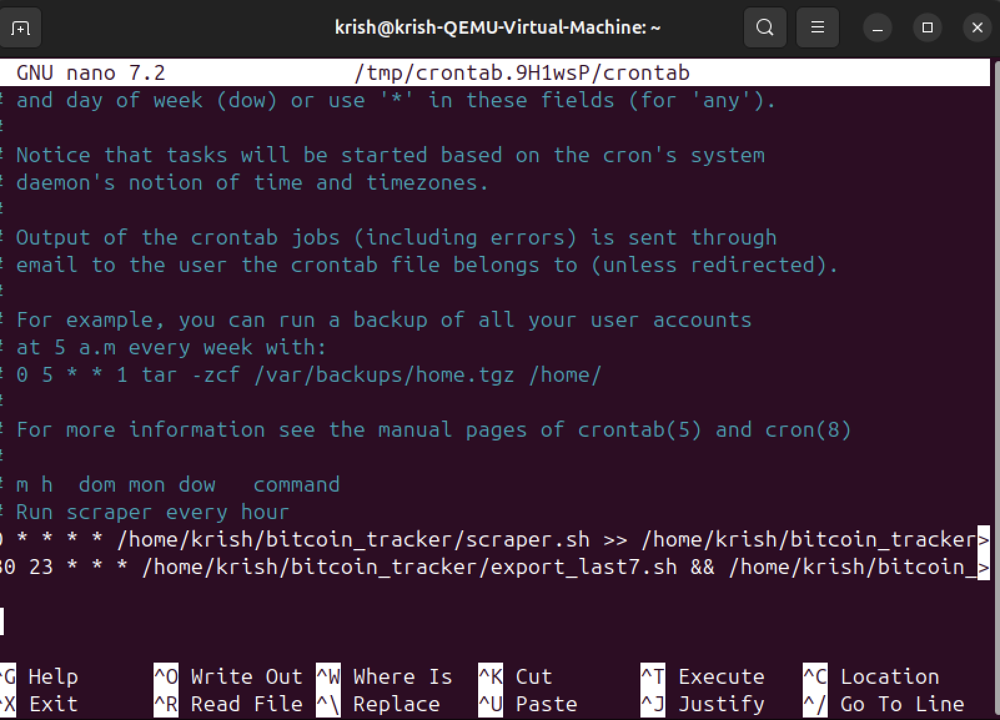 krish@krish-QEMU-Virtual-Machine: ~
GNU nano 7.2 /tmp/crontab.9H1wsP/crontab
# and day of week (dow) or use '*' in these fields (for 'any').
#
# Notice that tasks will be started based on the cron's system
# daemon's notion of time and timezones.
#
# Output of the crontab jobs (including errors) is sent through
# email to the user the crontab file belongs to (unless redirected).
#
# For example, you can run a backup of all your user accounts
# at 5 a.m every week with:
# 0 5 * * 1 tar -zcf /var/backups/home.tgz /home/
#
# For more information see the manual pages of crontab(5) and cron(8)
#
# m h  dom mon dow   command
# Run scraper every hour
0 * * * * /home/krish/bitcoin_tracker/scraper.sh >> /home/krish/bitcoin_tracker>
30 23 * * * /home/krish/bitcoin_tracker/export_last7.sh && /home/krish/bitcoin_>
^G Help ^O Write Out ^W Where Is ^K Cut ^T Execute ^C Location
^X Exit ^R Read File ^\ Replace ^U Paste ^J Justify ^/ Go To Line